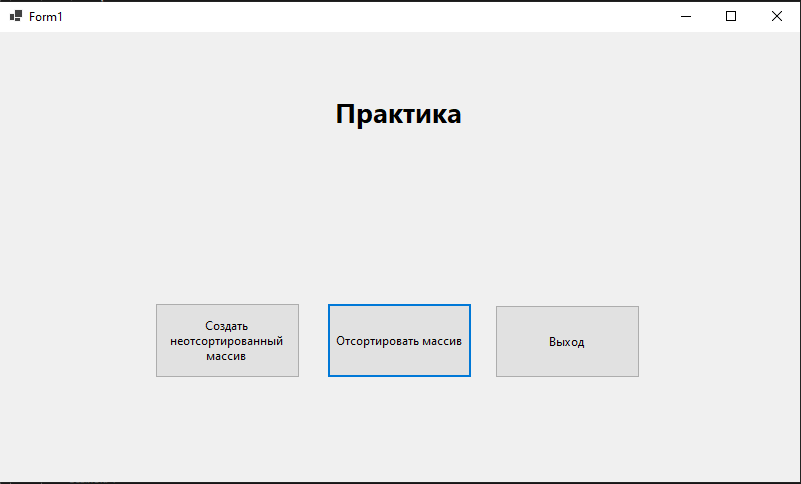 Form1
Практика
Создать
неотсортированный
массив
Отсортировать массив
Выход